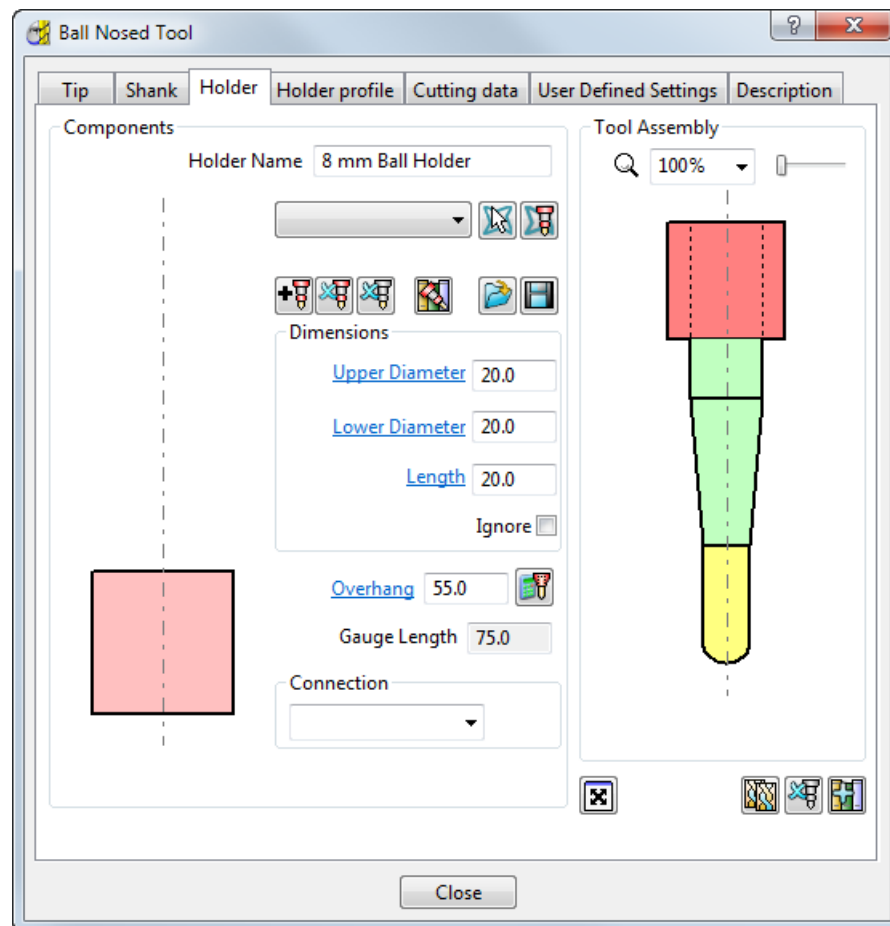 Ball Nosed Tool
?
Tip Shank Holder Holder profile Cutting data User Defined Settings Description
Components
Holder Name 8 mm Ball Holder
Dimensions
Upper Diameter 20.0
Lower Diameter 20.0
Length 20.0
Ignore
Overhang 55.0
Gauge Length 75.0
Connection
Tool Assembly
100%
Close